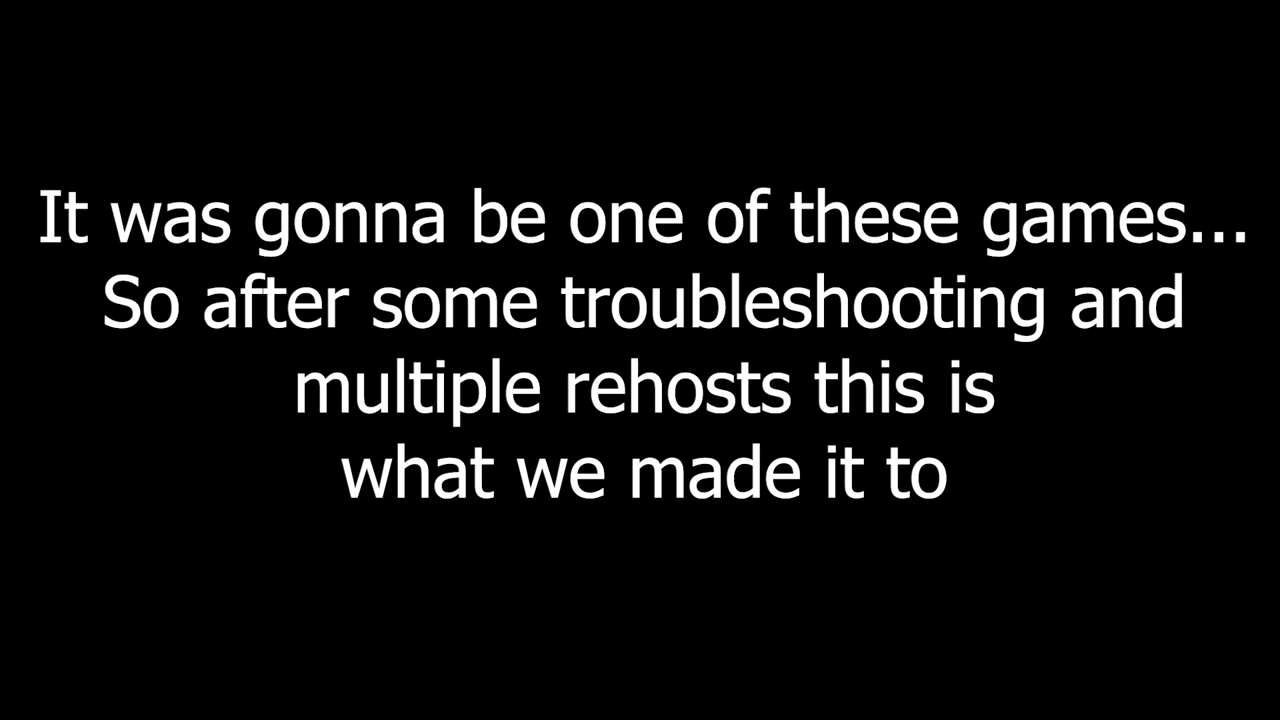 It was gonna be one of these games...
So after some troubleshooting and
multiple rehosts this is
what we made it to